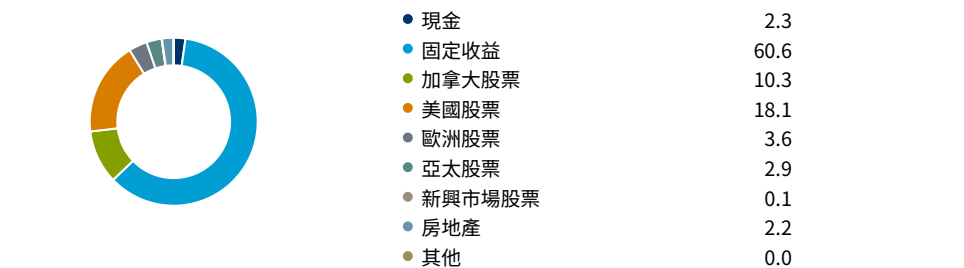 現金 2.3
固定收益 60.6
加拿大股票 10.3
美國股票 18.1
歐洲股票 3.6
亞太股票 2.9
新興市場股票 0.1
房地產 2.2
其他 0.0